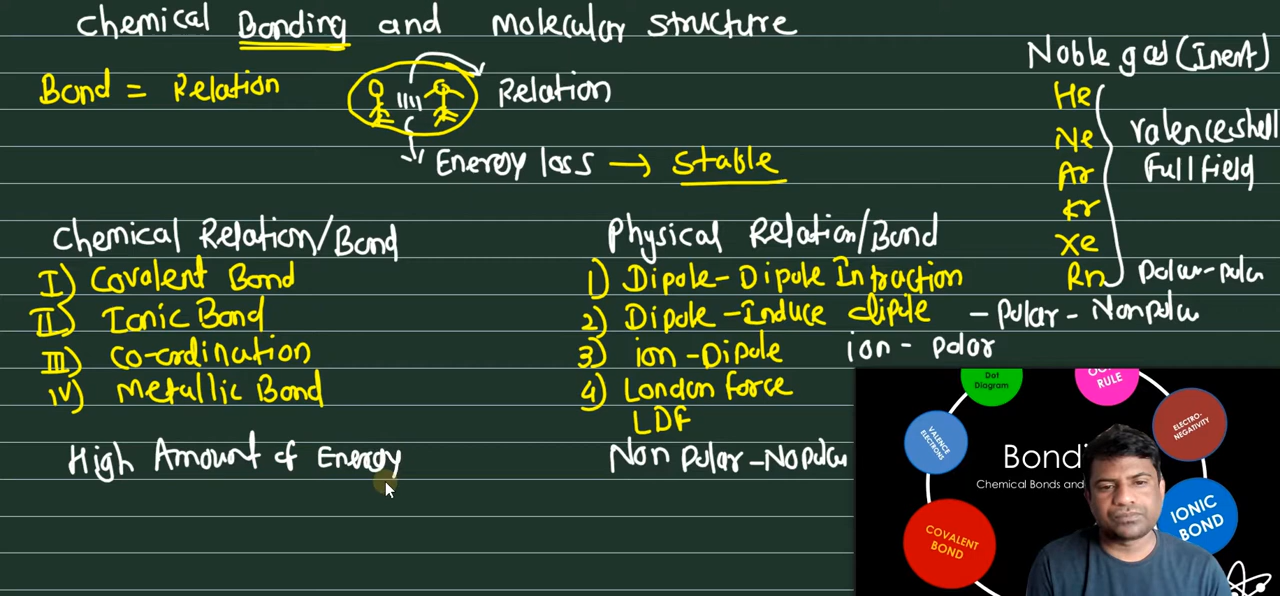 Chemical Bonding and molecular structure
Noble gas (Inert)
Bond = Relation
Relation
He
Ne
Ar
Kr
Xe
Rn
valence shell
Full field
Energy loss → stable
Chemical Relation/Bond
I) Covalent Bond
II) Ionic Bond
III) Co-ordination
IV) Metallic Bond
High Amount of Energy
Physical Relation/Bond
1) Dipole-Dipole Intraction
polar-polar
2) Dipole-Induce dipile - polar - Nonpolar
3) ion-Dipole ion - polar
4) London Force
LDF
Non polar-Nopolar
Dot
Diagram
RULE
VALENCE
ELECTRONS
ELECTRO-
NEGATIVITY
Bondi
Chemical Bonds and
COVALENT
BOND
IONIC
BOND